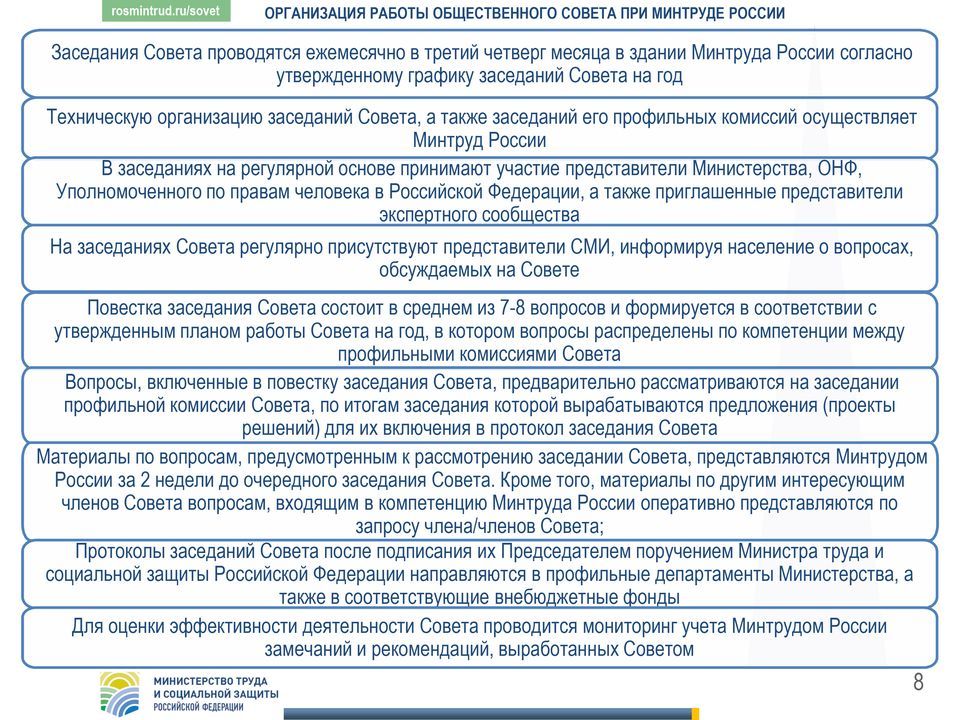 rosmintrud.ru/sovet
ОРГАНИЗАЦИЯ РАБОТЫ ОБЩЕСТВЕННОГО СОВЕТА ПРИ МИНТРУДЕ РОССИИ
Заседания Совета проводятся ежемесячно в третий четверг месяца в здании Минтруда России согласно
утвержденному графику заседаний Совета на год
Техническую организацию заседаний Совета, а также заседаний его профильных комиссий осуществляет
Минтруд России
В заседаниях на регулярной основе принимают участие представители Министерства, ОНФ,
Уполномоченного по правам человека в Российской Федерации, а также приглашенные представители
экспертного сообщества
На заседаниях Совета регулярно присутствуют представители СМИ, информируя население о вопросах,
обсуждаемых на Совете
Повестка заседания Совета состоит в среднем из 7-8 вопросов и формируется в соответствии с
утвержденным планом работы Совета на год, в котором вопросы распределены по компетенции между
профильными комиссиями Совета
Вопросы, включенные в повестку заседания Совета, предварительно рассматриваются на заседании
профильной комиссии Совета, по итогам заседания которой вырабатываются предложения (проекты
решений) для их включения в протокол заседания Совета
Материалы по вопросам, предусмотренным к рассмотрению заседании Совета, представляются Минтрудом
России за 2 недели до очередного заседания Совета. Кроме того, материалы по другим интересующим
членов Совета вопросам, входящим в компетенцию Минтруда России оперативно представляются по
запросу члена/членов Совета;
Протоколы заседаний Совета после подписания их Председателем поручением Министра труда и
социальной защиты Российской Федерации направляются в профильные департаменты Министерства, а
также в соответствующие внебюджетные фонды
Для оценки эффективности деятельности Совета проводится мониторинг учета Минтрудом России
замечаний и рекомендаций, выработанных Советом
МИНИСТЕРСТВО ТРУДА
И СОЦИАЛЬНОЙ ЗАЩИТЫ
РОССИЙСКОЙ ФЕДЕРАЦИИ
8